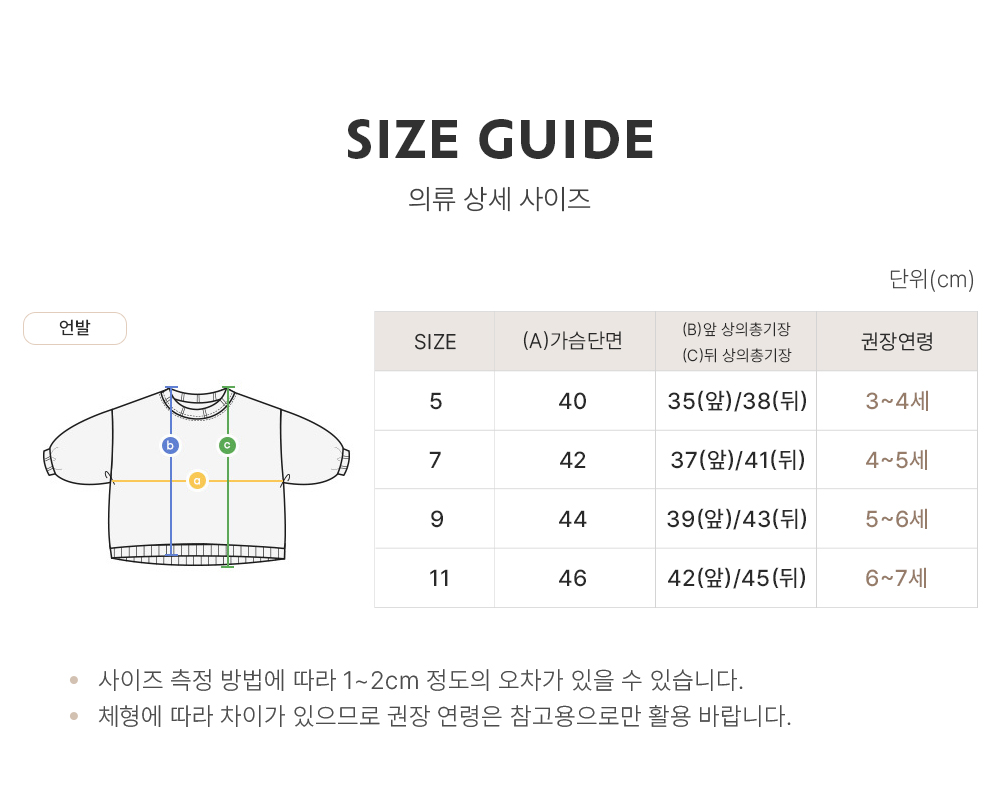 SIZE GUIDE
의류 상세 사이즈
단위(cm)
언발
SIZE (A)가슴단면 (B)앞 상의총기장 (C)뒤 상의총기장 권장연령
5 40 35(앞)/38(뒤) 3~4세
7 42 37(앞)/41(뒤) 4~5세
9 44 39(앞)/43(뒤) 5~6세
11 46 42(앞)/45(뒤) 6~7세
b c
a
사이즈 측정 방법에 따라 1~2cm 정도의 오차가 있을 수 있습니다.
체형에 따라 차이가 있으므로 권장 연령은 참고용으로만 활용 바랍니다.